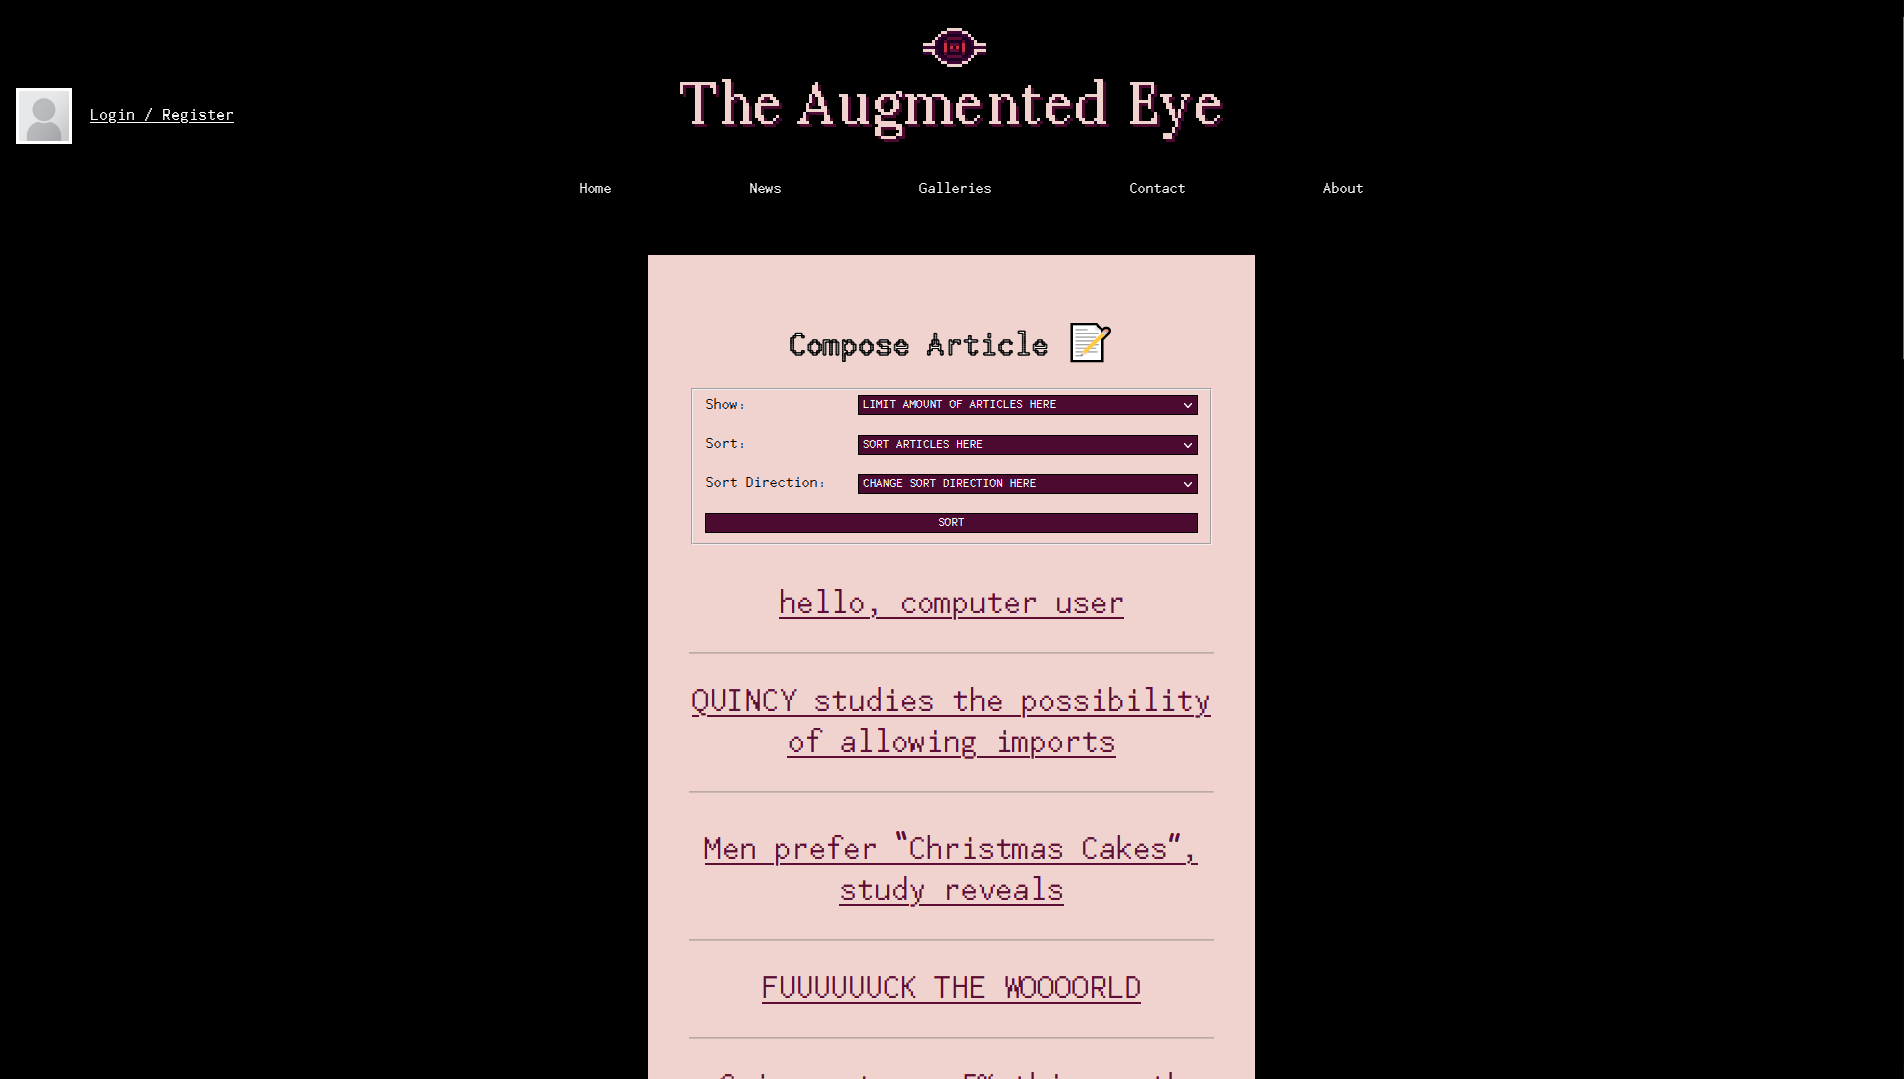 The Augmented Eye
Login / Register
Home
News
Galleries
Contact
About
Compose Article
Show:
LIMIT AMOUNT OF ARTICLES HERE
Sort:
SORT ARTICLES HERE
Sort Direction:
CHANGE SORT DIRECTION HERE
SORT
hello, computer user
QUINCY studies the possibility
of allowing imports
Men prefer “Christmas Cakes”,
study reveals
FUUUUUUCK THE WOOOORLD